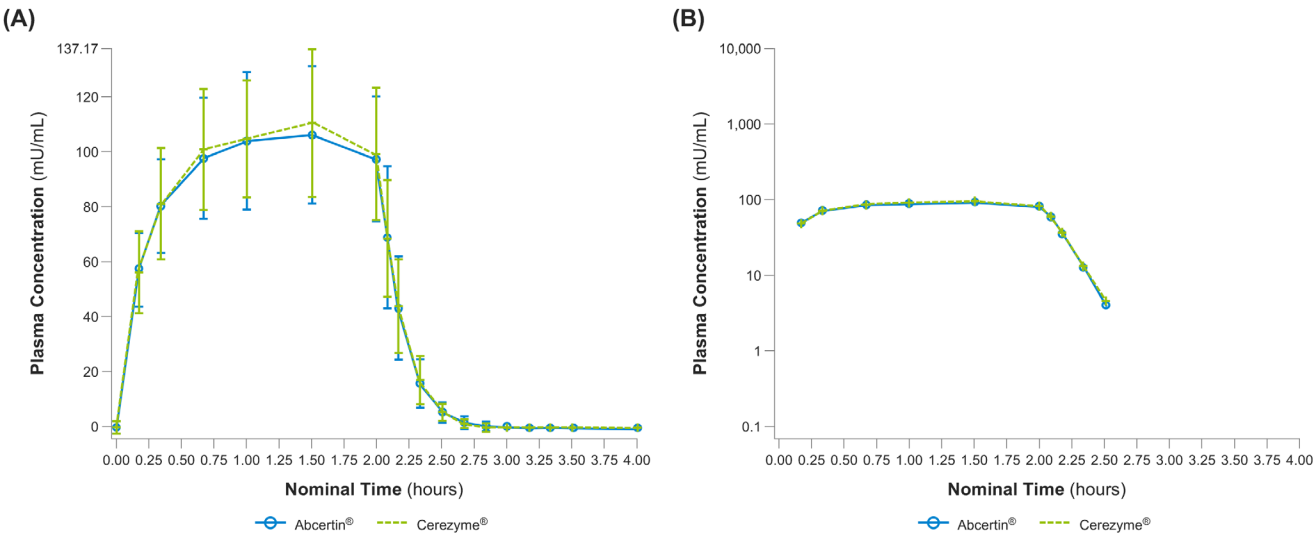 (A)
Plasma Concentration (mU/mL)
137.17
120
100
80
60
40
20
0
0.00 0.25 0.50 0.75 1.00 1.25 1.50 1.75 2.00 2.25 2.50 2.75 3.00 3.25 3.50 3.75 4.00
Nominal Time (hours)
Abcertin® Cerezyme®
(B)
Plasma Concentration (mU/mL)
10,000
1,000
100
10
1
0.1
0.00 0.25 0.50 0.75 1.00 1.25 1.50 1.75 2.00 2.25 2.50 2.75 3.00 3.25 3.50 3.75 4.00
Nominal Time (hours)
Abcertin® Cerezyme®